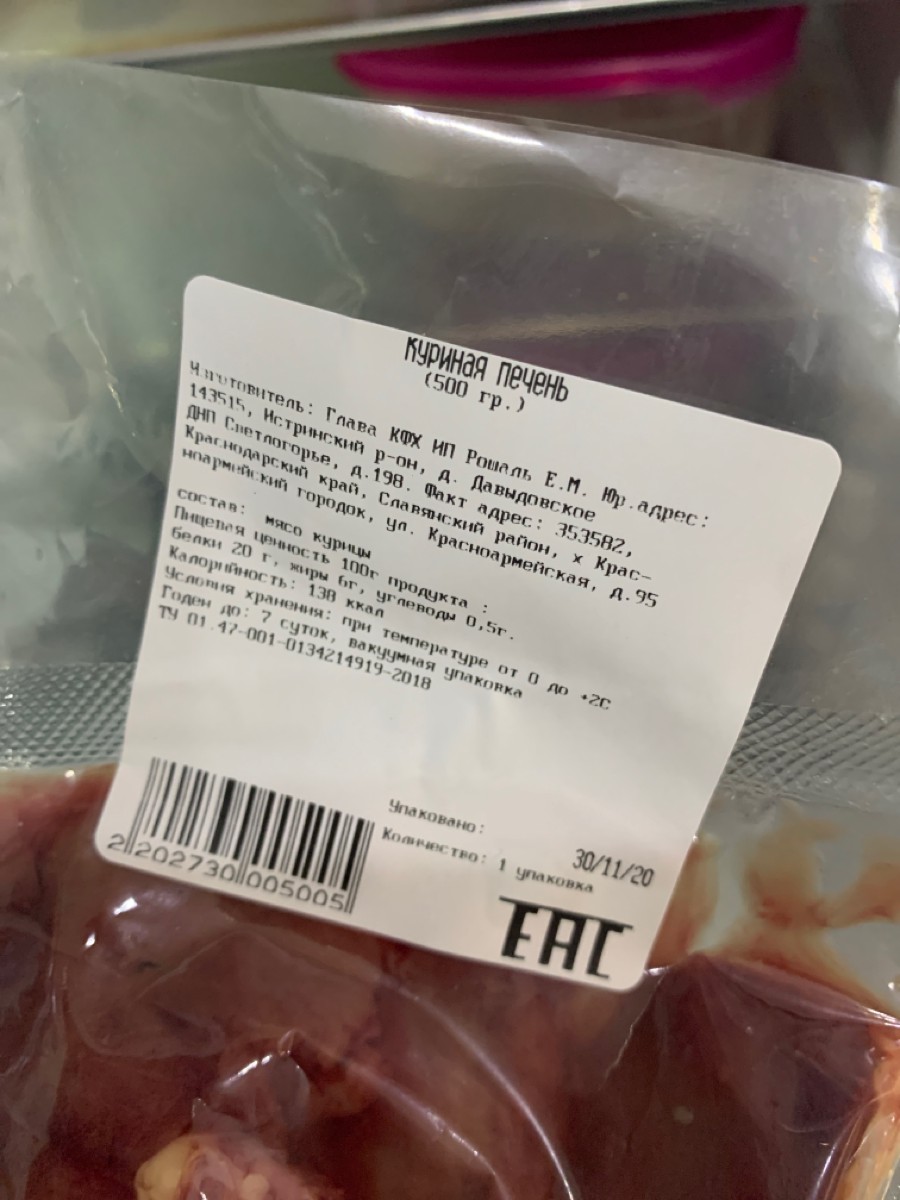 куриная печень
(500 гр.)
Изготовитель: Глава КФХ ИП Рошаль Е.М. Юр.адрес:
143515, Истринский р-он, д. Давыдовское
ДНП Светлогорье, д.198. Факт адрес: 353582,
Краснодарский край, Славянский район, х Крас-
ноармейский городок, ул. Красноармейская, д.95
состав: мясо курицы
Пищевая ценность 100г продукта :
белки 20 г, жиры 6г, углеводы 0,5г.
Калорийность: 138 ккал
Условия хранения: при температуре от 0 до +2С
Годен до: 7 суток, вакуумная упаковка
ТУ 01.47-001-0134214919-2018
Упаковано: 30/11/20
Количество: 1 упаковка
2 202730 005005
EAC